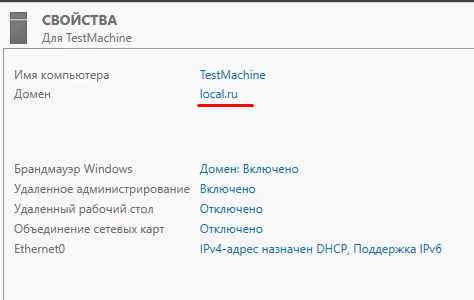 СВОЙСТВА
Для TestMachine
Имя компьютера TestMachine
Домен local.ru
Брандмауэр Windows Домен: Включено
Удаленное администрирование Включено
Удаленный рабочий стол Отключено
Объединение сетевых карт Отключено
Ethernet0 IPv4-адрес назначен DHCP, Поддержка IPv6